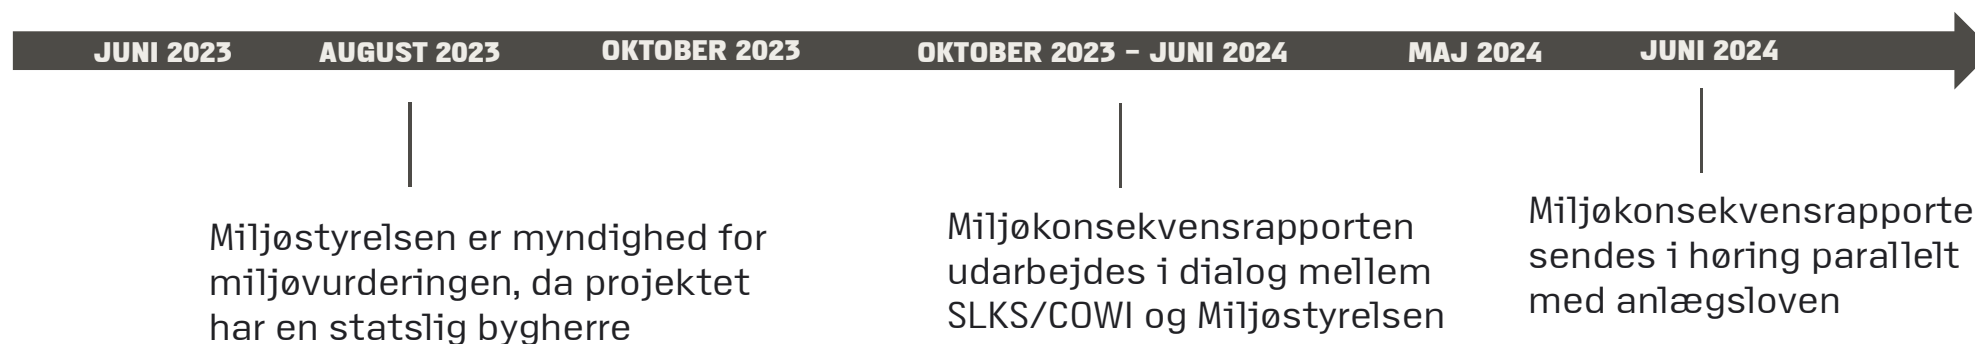 JUNI 2023 AUGUST 2023 OKTOBER 2023 OKTOBER 2023 – JUNI 2024 MAJ 2024 JUNI 2024
Miljøstyrelsen er myndighed for
miljøvurderingen, da projektet
har en statslig bygherre
Miljøkonsekvensrapporten
udarbejdes i dialog mellem
SLKS/COWI og Miljøstyrelsen
Miljøkonsekvensrapporte
sendes i høring parallelt
med anlægsloven